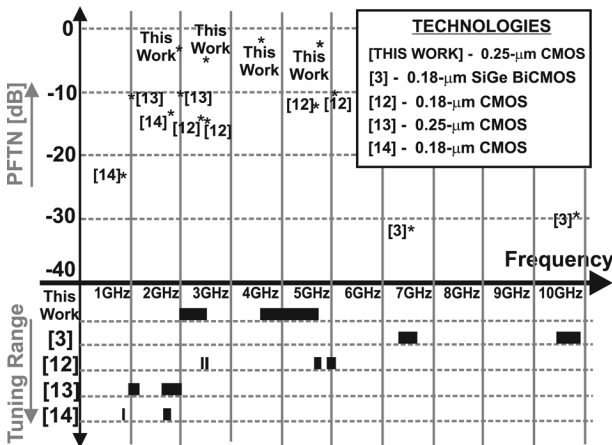 0
-10
-20
-30
-40
PFTN [dB]
This Work*
This Work*
* This Work
* This Work
*[13]
*[13]
[14]*
[12]*
*[12]
[12]*
*[12]
[14]*
[3]*
[3]*
TECHNOLOGIES
[THIS WORK] - 0.25-μm CMOS
[3] - 0.18-μm SiGe BiCMOS
[12] - 0.18-μm CMOS
[13] - 0.25-μm CMOS
[14] - 0.18-μm CMOS
Frequency
1GHz 2GHz 3GHz 4GHz 5GHz 6GHz 7GHz 8GHz 9GHz 10GHz
Tuning Range
This
Work
[3]
[12]
[13]
[14]